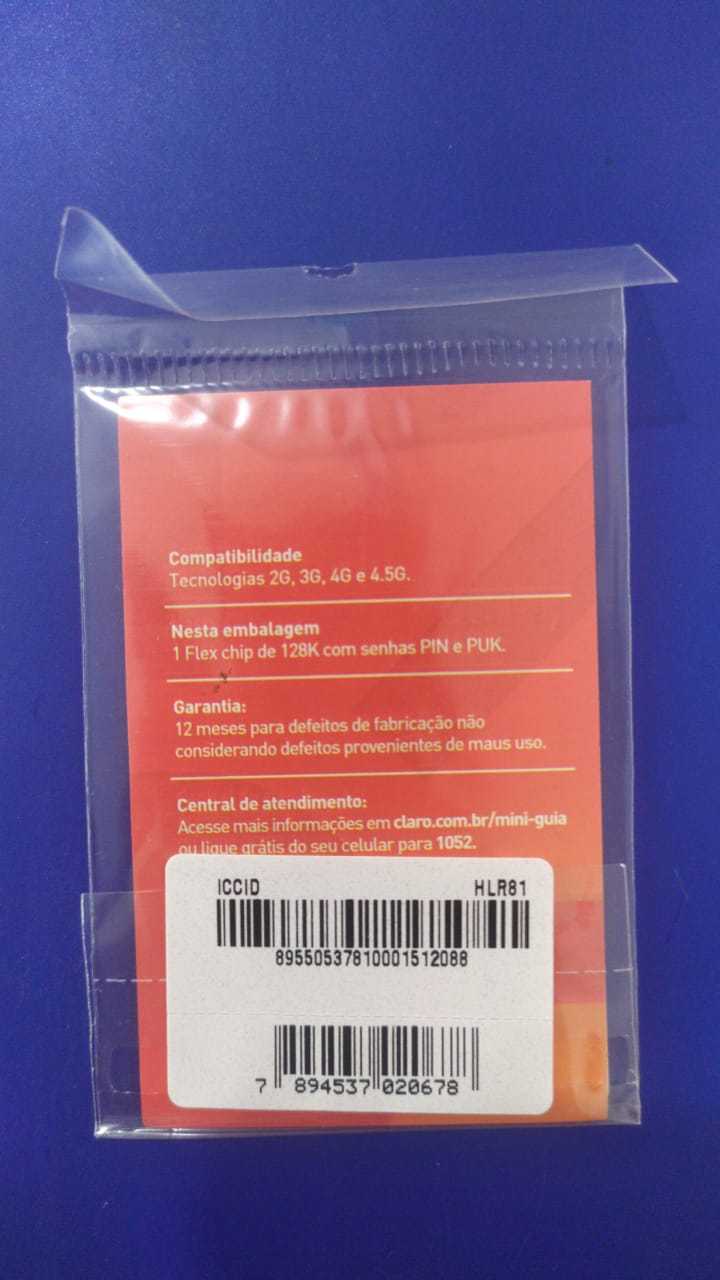 Compatibilidade
Tecnologias 2G, 3G, 4G e 4.5G.
Nesta embalagem
1 Flex chip de 128K com senhas PIN e PUK.
Garantia:
12 meses para defeitos de fabricação não
considerando defeitos provenientes de maus uso.
Central de atendimento:
Acesse mais informações em claro.com.br/mini-guia
ou ligue grátis do seu celular para 1052.
ICCID HLR81
89550537810001512088
7 894537 020678